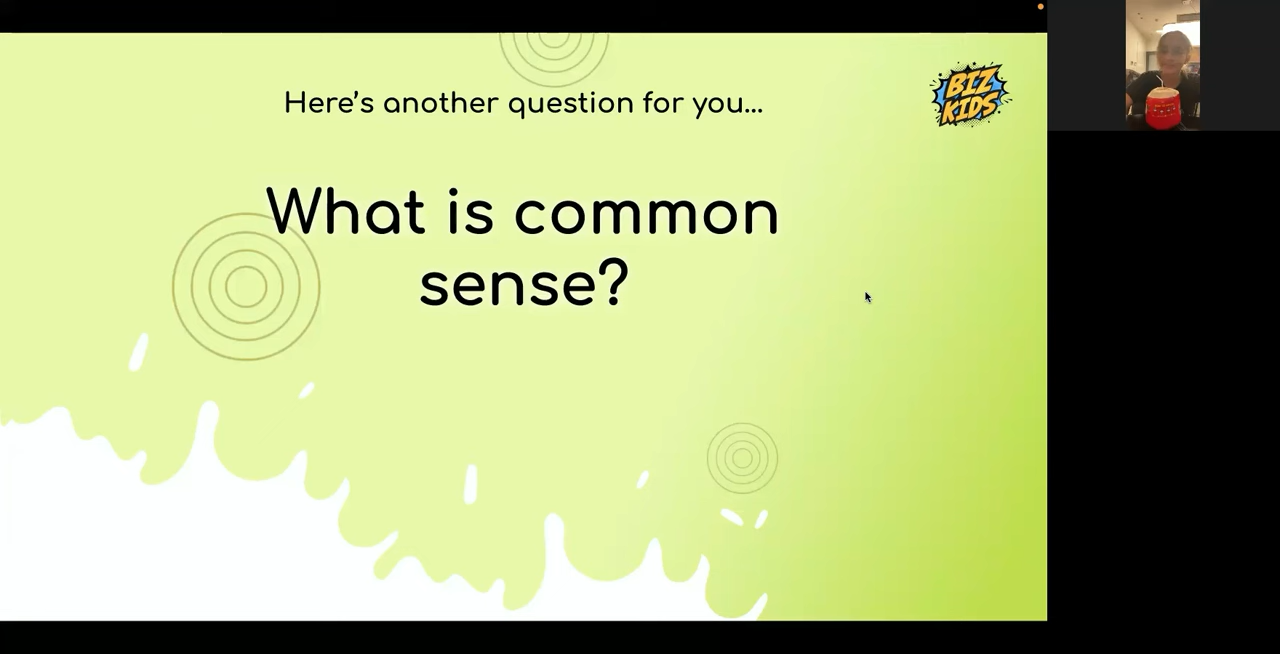 Here's another question for you...
BIZ
KIDS
What is common
sense?